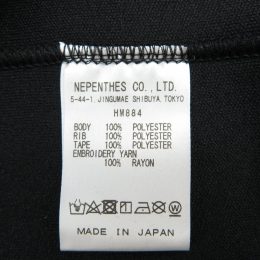 NEPENTHES CO., LTD.
5-44-1, JINGUMAE SHIBUYA, TOKYO
HM884
BODY 100% POLYESTER
RIB 100% POLYESTER
TAPE 100% POLYESTER
EMBROIDERY YARN
100% RAYON
MADE IN JAPAN